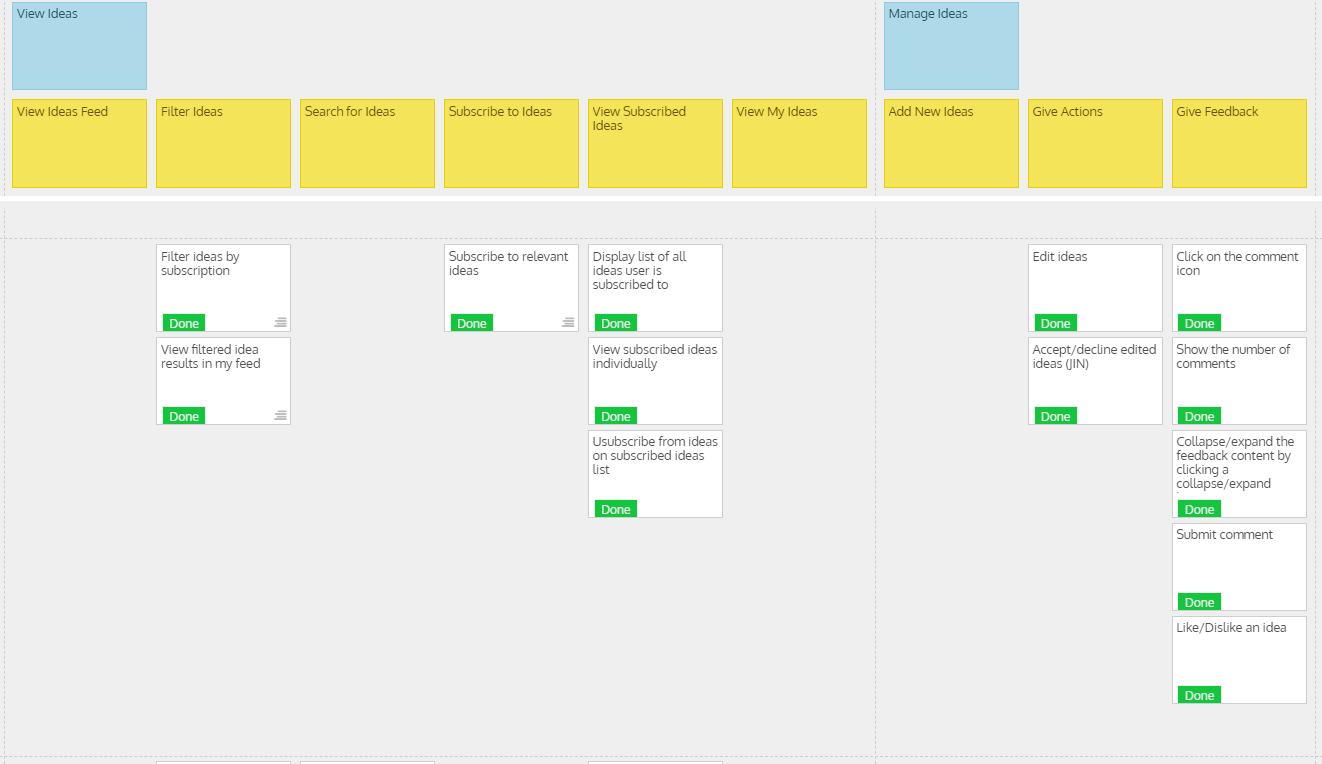 View Ideas
Manage Ideas
View Ideas Feed
Filter Ideas
Search for Ideas
Subscribe to Ideas
View Subscribed
Ideas
View My Ideas
Add New Ideas
Give Actions
Give Feedback
Filter ideas by
subscription
Done
Subscribe to relevant
ideas
Done
Display list of all
ideas user is
subscribed to
Done
Edit ideas
Done
Click on the comment
icon
Done
View filtered idea
results in my feed
Done
View subscribed ideas
individually
Done
Accept/decline edited
ideas (JIN)
Done
Show the number of
comments
Done
Usubscribe from ideas
on subscribed ideas
list
Done
Collapse/expand the
feedback content by
clicking a
collapse/expand
Done
Submit comment
Done
Like/Dislike an idea
Done